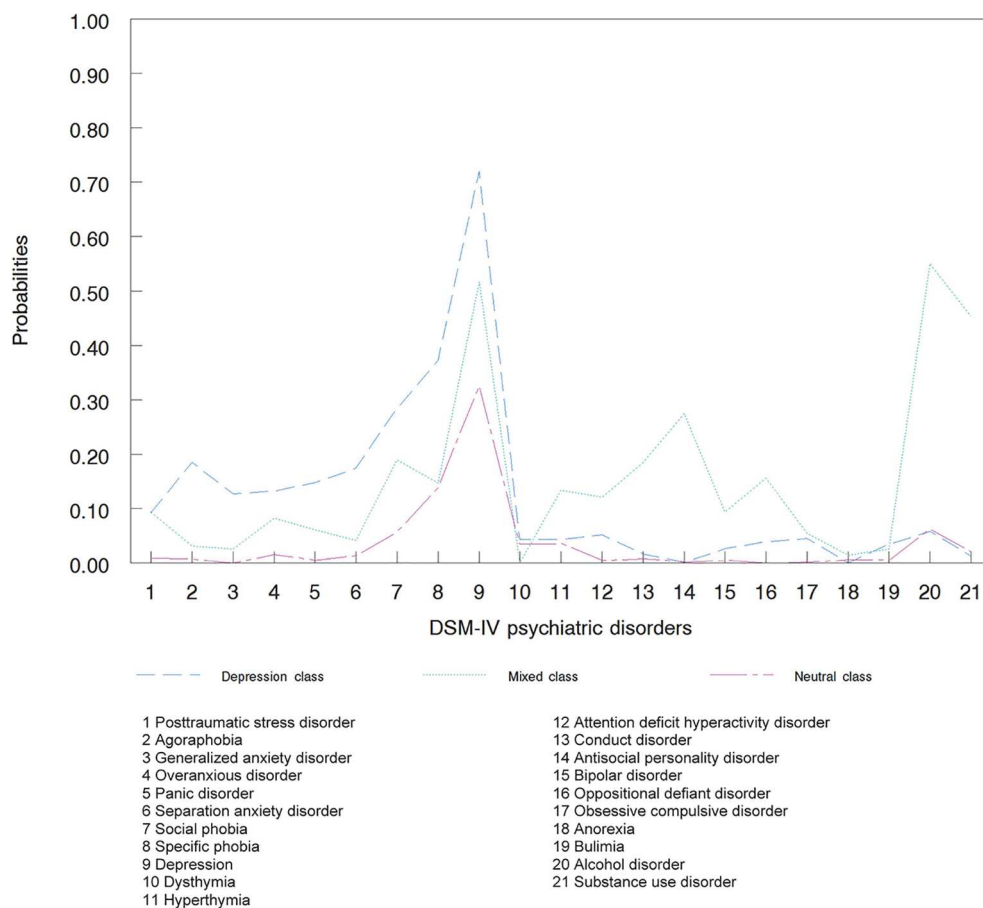 1.00
0.90
0.80
0.70
0.60
0.50
0.40
0.30
0.20
0.10
0.00
Probabilities
1 2 3 4 5 6 7 8 9 10 11 12 13 14 15 16 17 18 19 20 21
DSM-IV psychiatric disorders
Depression class Mixed class Neutral class
1 Posttraumatic stress disorder
2 Agoraphobia
3 Generalized anxiety disorder
4 Overanxious disorder
5 Panic disorder
6 Separation anxiety disorder
7 Social phobia
8 Specific phobia
9 Depression
10 Dysthymia
11 Hyperthymia
12 Attention deficit hyperactivity disorder
13 Conduct disorder
14 Antisocial personality disorder
15 Bipolar disorder
16 Oppositional defiant disorder
17 Obsessive compulsive disorder
18 Anorexia
19 Bulimia
20 Alcohol disorder
21 Substance use disorder